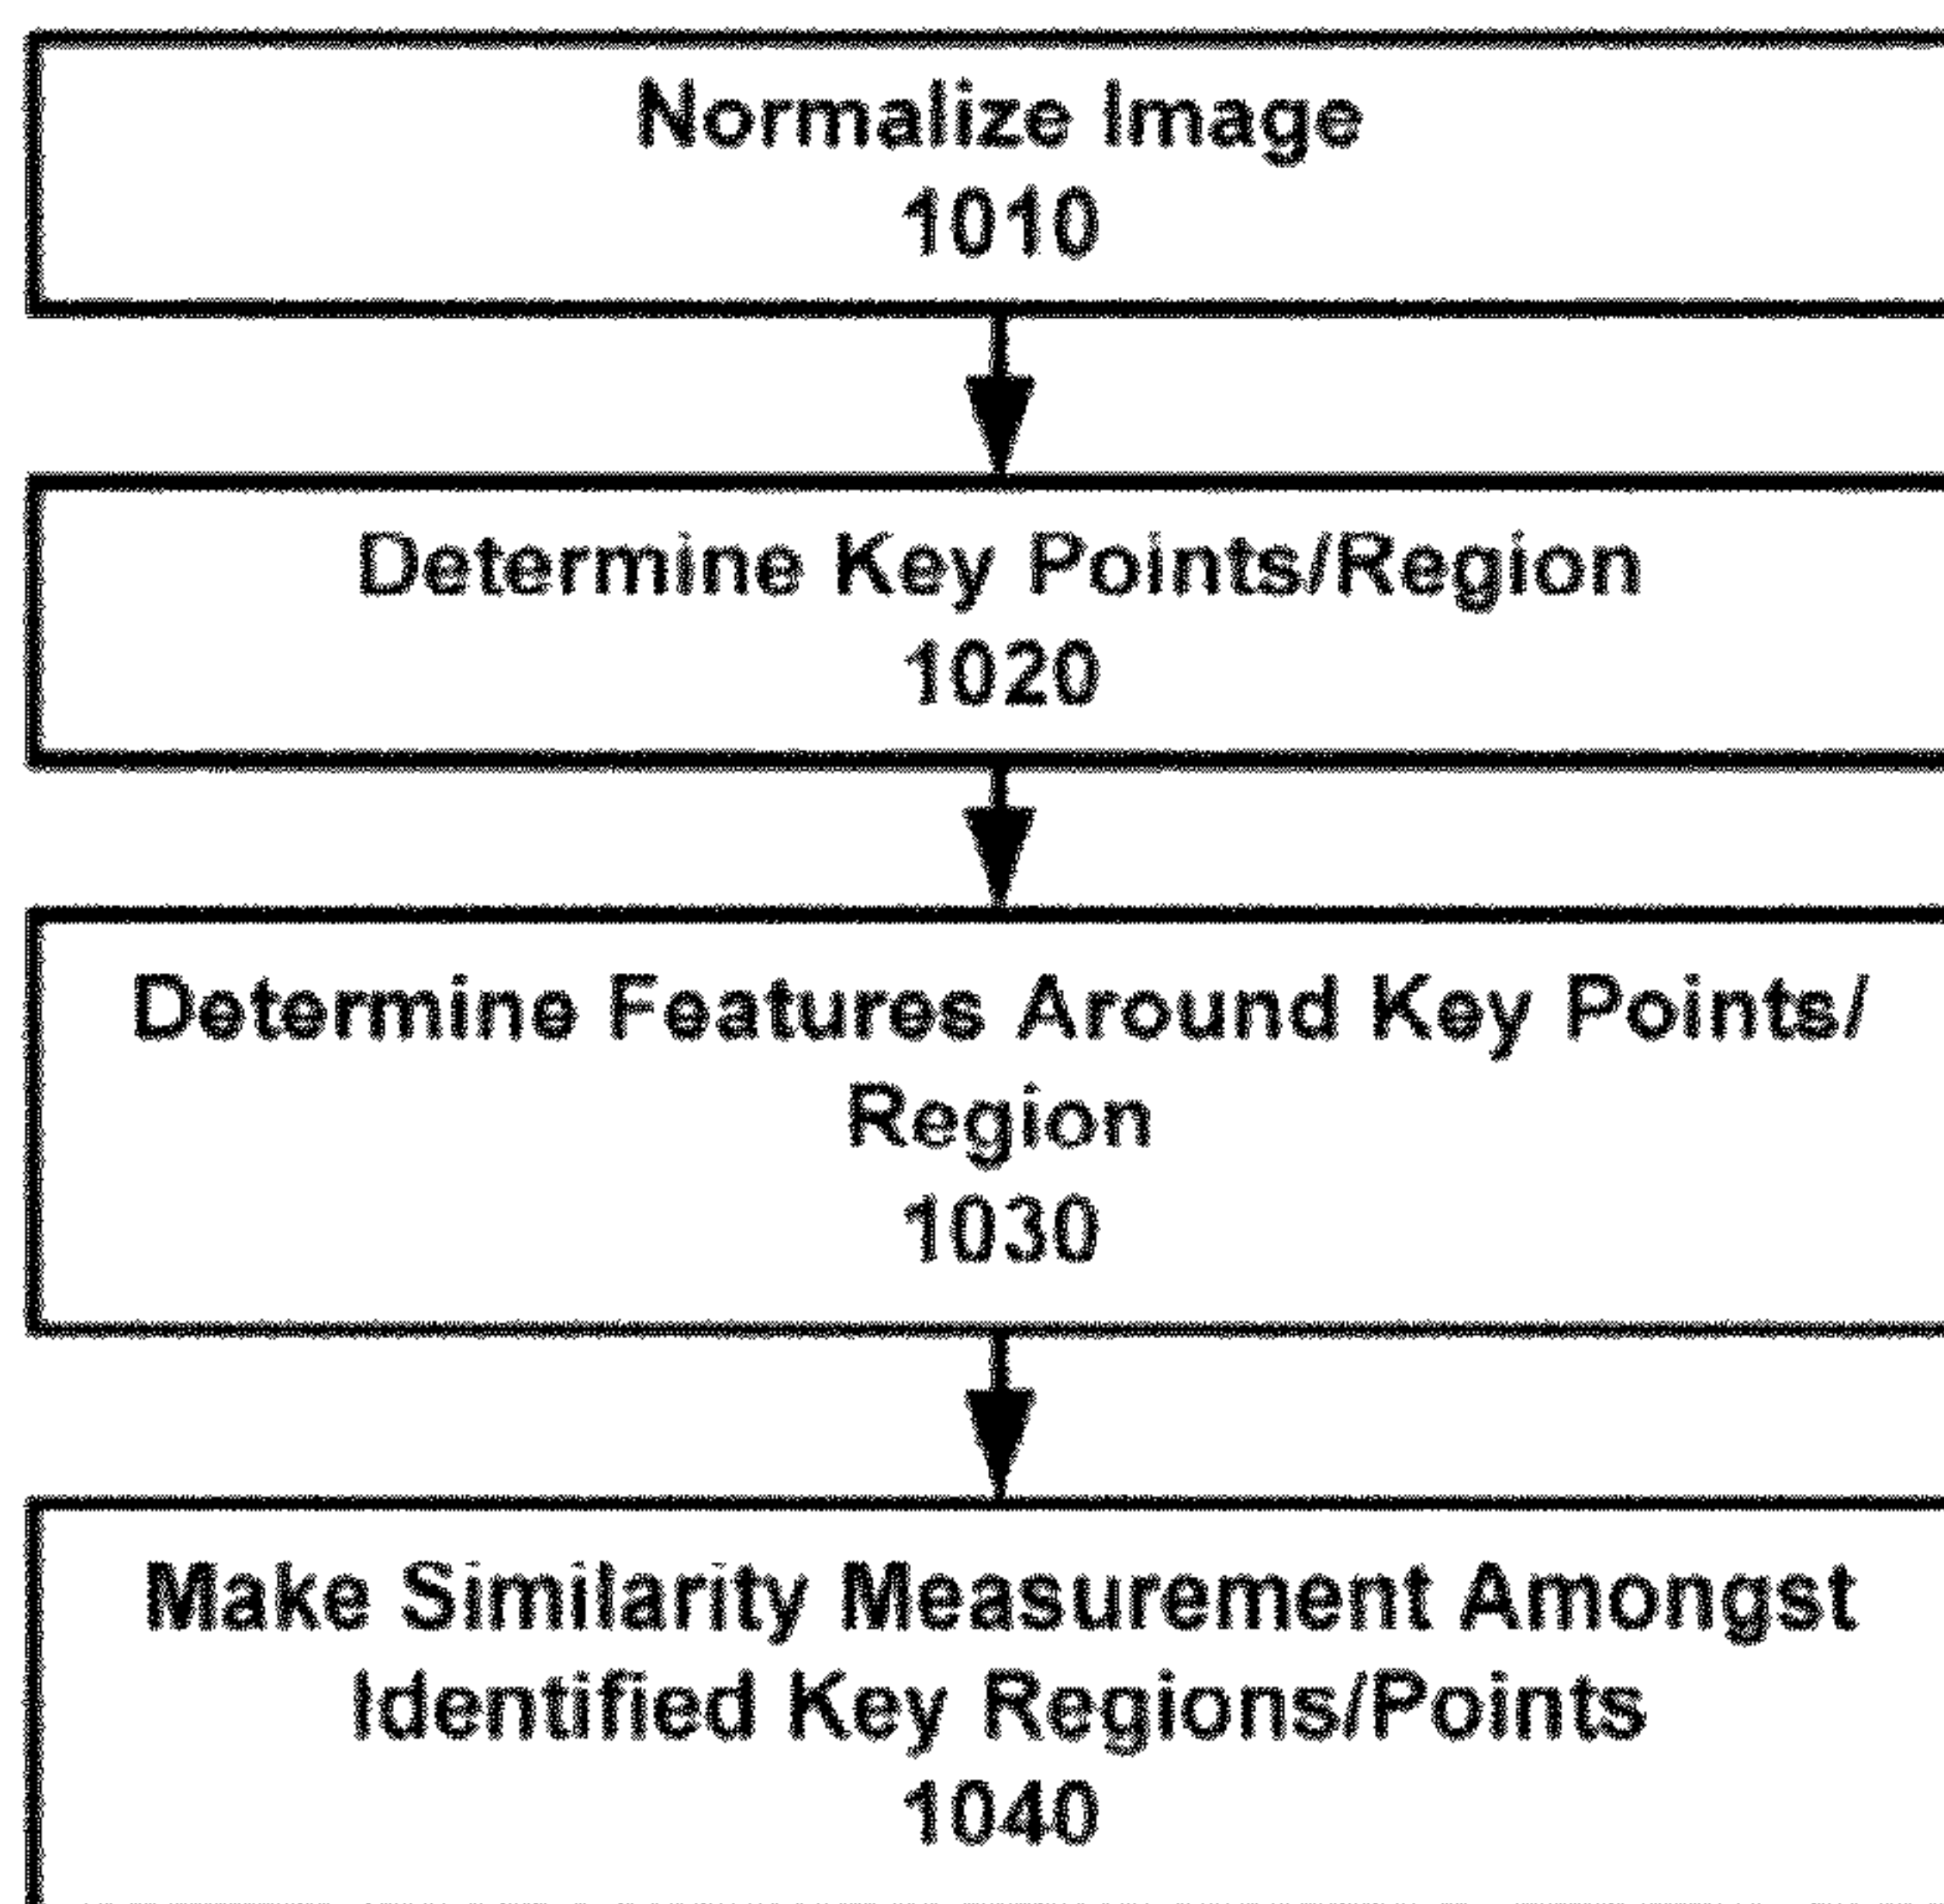 Normalize Image
1010
Determine Key Points/Region
1020
Determine Features Around Key Points/
Region
1030
Make Similarity Measurement Amongst
Identified Key Regions/Points
1040